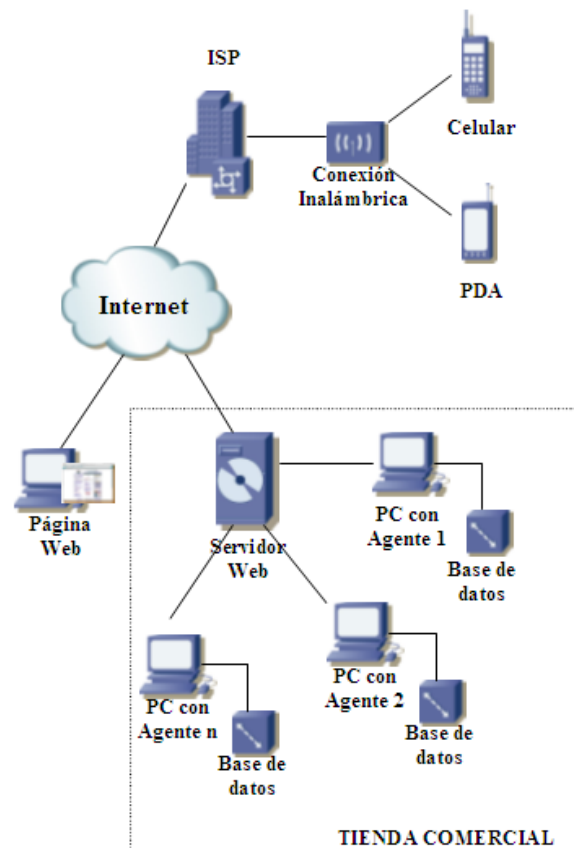 ISP
Celular
Conexión
Inalámbrica
PDA
Internet
Página
Web
Servidor
Web
PC con
Agente 1
Base de
datos
PC con
Agente n
Base de
datos
PC con
Agente 2
Base de
datos
TIENDA COMERCIAL